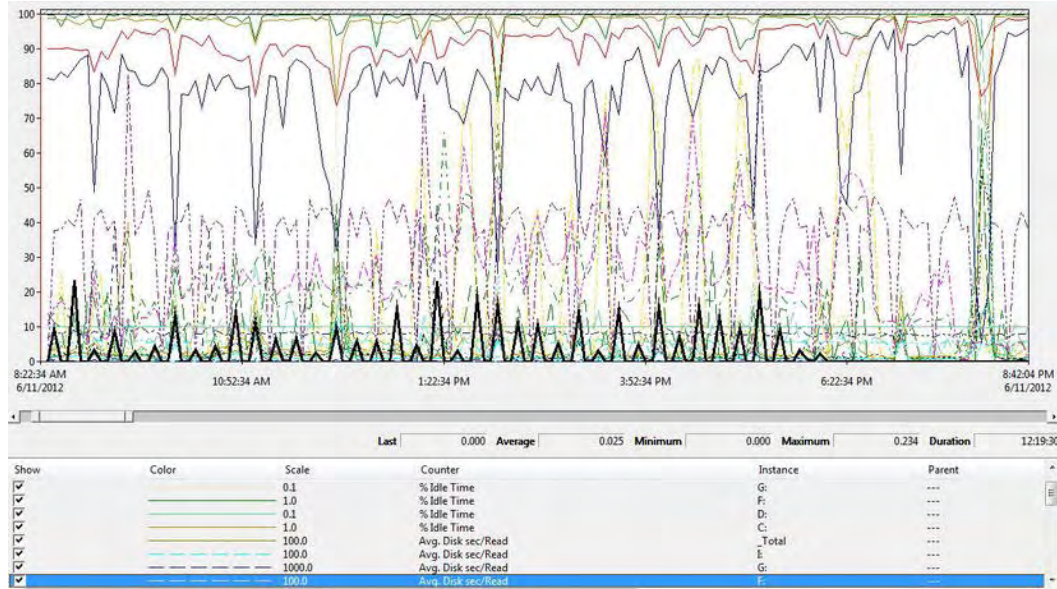 100
90
80
70
60
50
40
30
20
10
0
8:22:34 AM 6/11/2012
10:52:34 AM
1:22:34 PM
3:52:34 PM
6:22:34 PM
8:42:04 PM 6/11/2012
Last 0.000 Average 0.025 Minimum 0.000 Maximum 0.234 Duration 12:19:30
Show Color Scale Counter Instance Parent
0.1 % Idle Time G: ---
1.0 % Idle Time F: ---
0.1 % Idle Time D: ---
1.0 % Idle Time C: ---
100.0 Avg. Disk sec/Read _Total ---
100.0 Avg. Disk sec/Read I: ---
1000.0 Avg. Disk sec/Read G: ---
100.0 Avg. Disk sec/Read F: ---